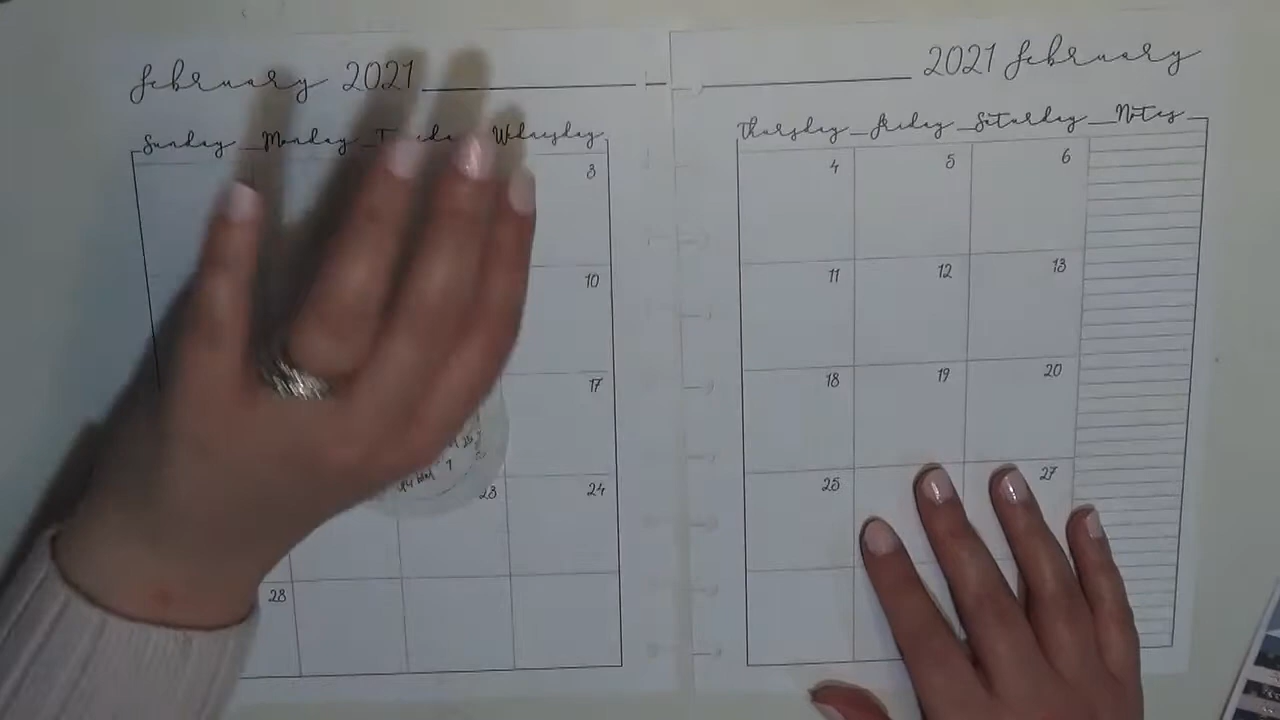 february 2021
2021 february
Sunday Monday Wednesday
Thursday Friday Saturday Notes
3 4 5 6
10 11 12 13
17 18 19 20
23 24 25 27
28